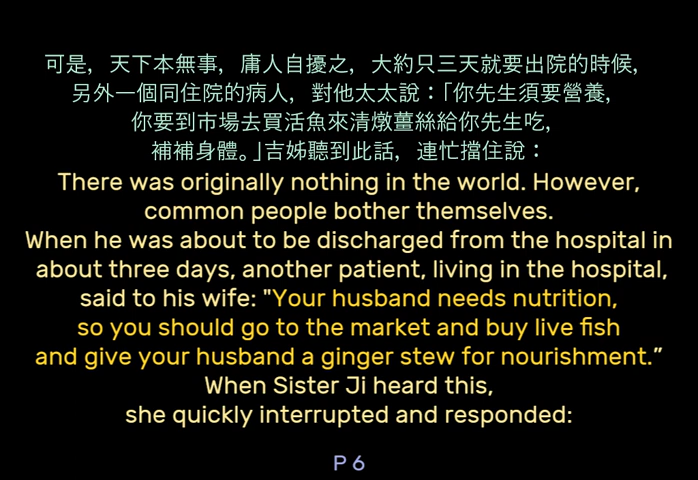 可是，天下本無事，庸人自擾之，大約只三天就要出院的時候，
另外一個同住院的病人，對他太太說：「你先生須要營養，
你要到市場去買活魚來清燉薑絲給你先生吃，
補補身體。」吉姊聽到此話，連忙擋住說：
There was originally nothing in the world. However,
common people bother themselves.
When he was about to be discharged from the hospital in
about three days, another patient, living in the hospital,
said to his wife: "Your husband needs nutrition,
so you should go to the market and buy live fish
and give your husband a ginger stew for nourishment.”
When Sister Ji heard this,
she quickly interrupted and responded:
P 6